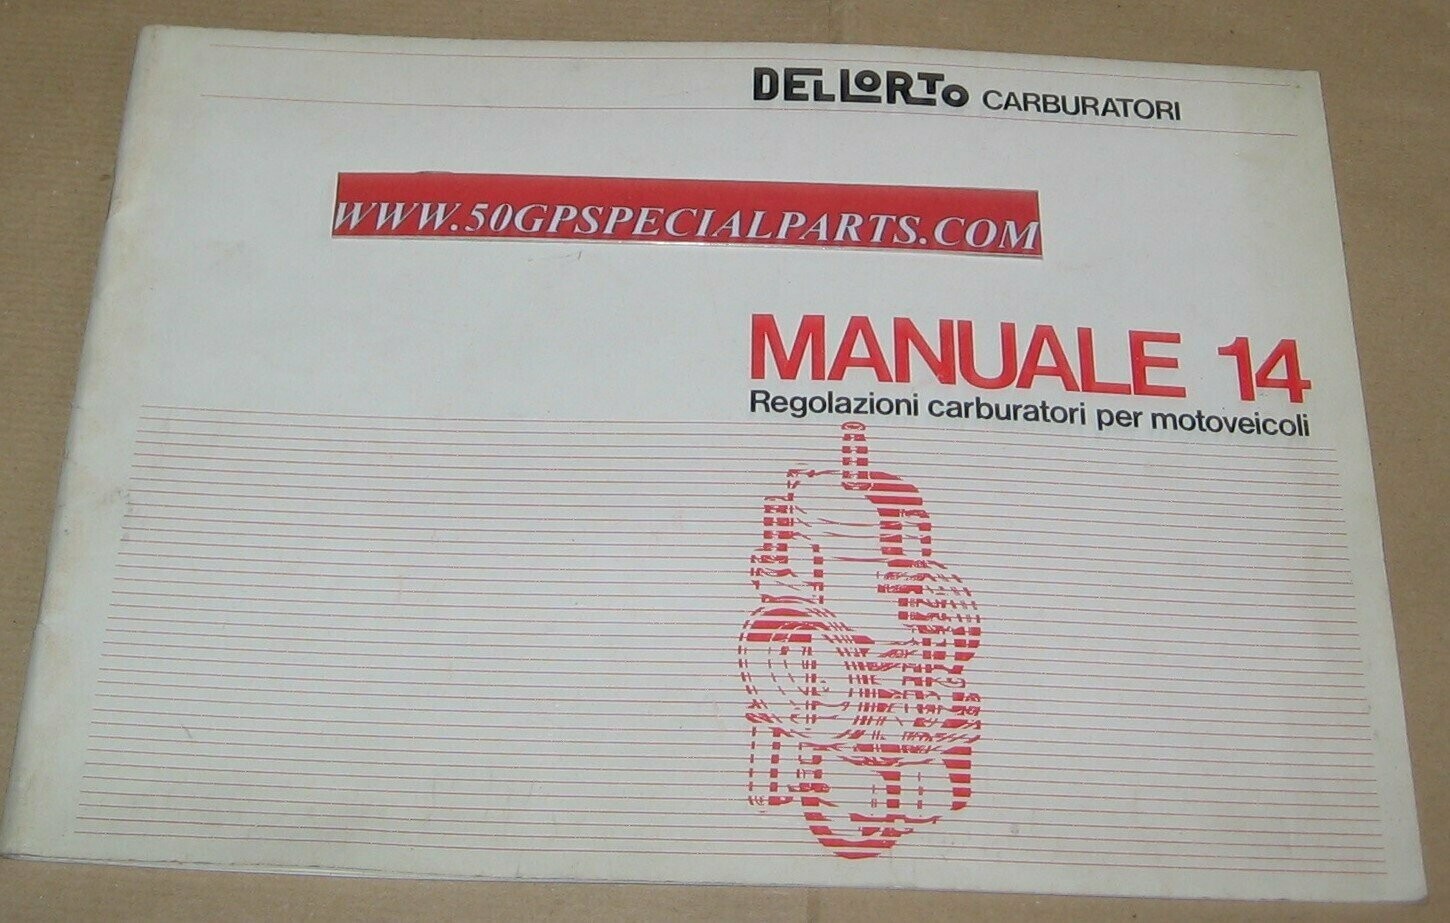 DELLORTO CARBURATORI
WWW.50GPSPECIALPARTS.COM
MANUALE 14
Regolazioni carburatori per motoveicoli